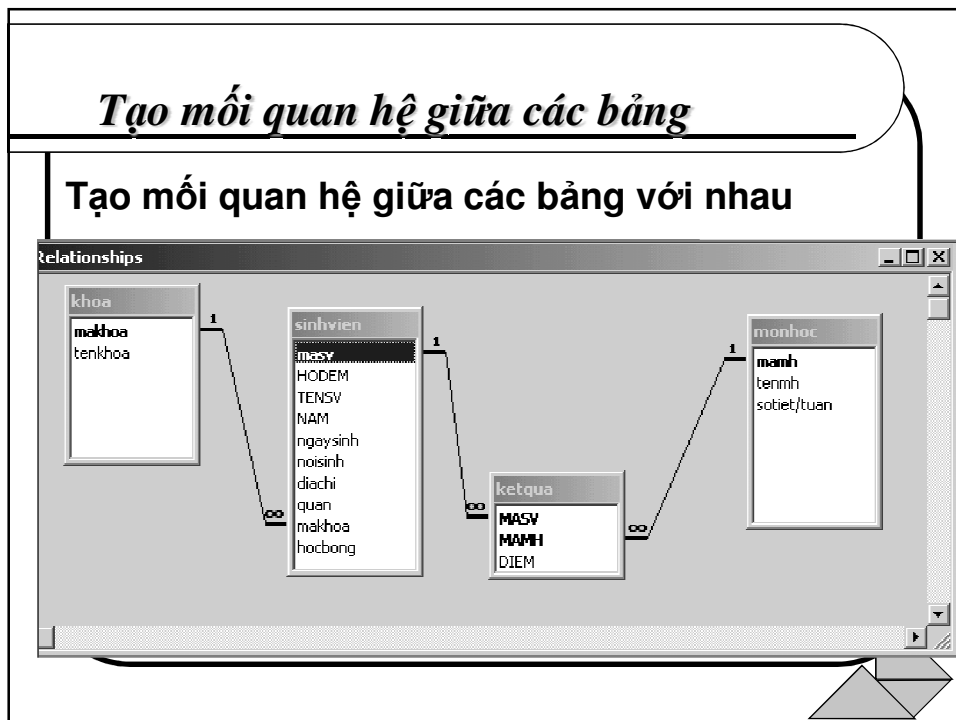 Tạo mối quan hệ giữa các bảng
Tạo mối quan hệ giữa các bảng với nhau
Relationships
khoa
makhoa
tenkhoa
1
∞
sinhvien
masv
HODEM
TENSV
NAM
ngaysinh
noisinh
diachi
quan
makhoa
hocbong
1
∞
ketqua
MASV
MAMH
DIEM
∞
1
monhoc
mamh
tenmh
sotiet/tuan